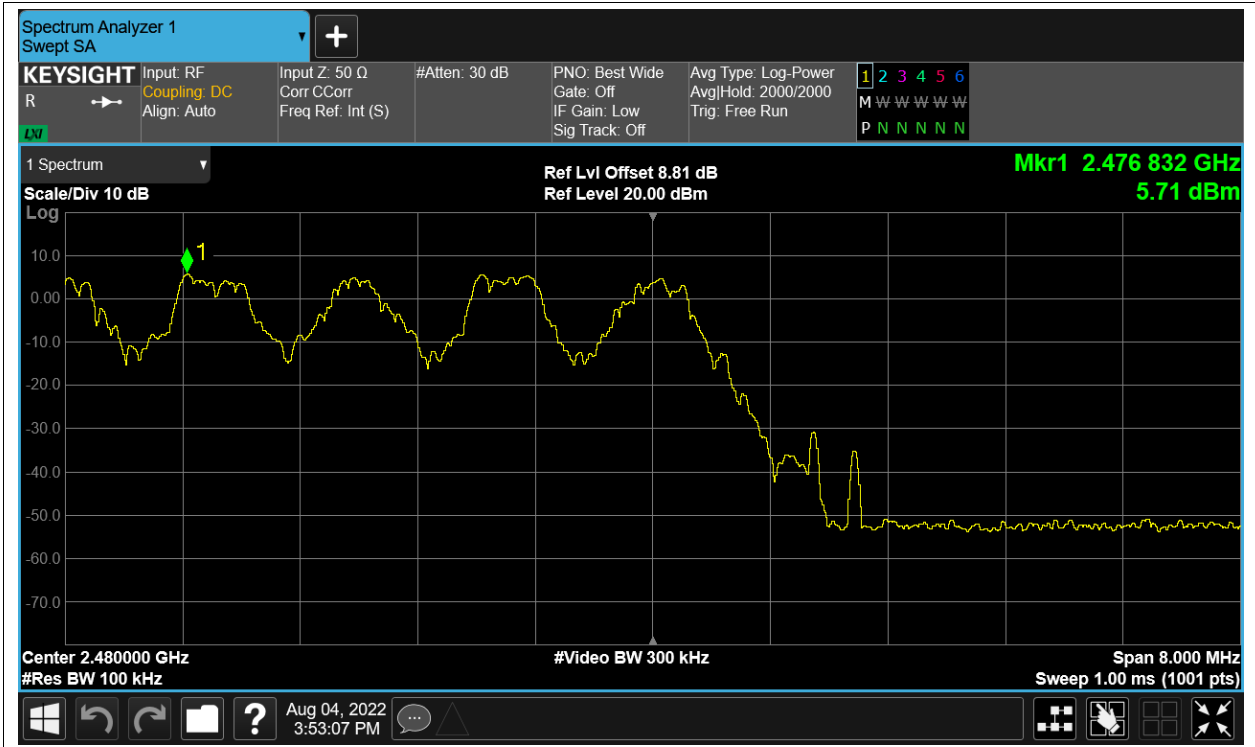 Spectrum Analyzer 1
Swept SA
KEYSIGHT
R
LXI
Input: RF
Coupling: DC
Align: Auto
Input Z: 50 Ω
Corr CCorr
Freq Ref: Int (S)
#Atten: 30 dB
PNO: Best Wide
Gate: Off
IF Gain: Low
Sig Track: Off
Avg Type: Log-Power
Avg|Hold: 2000/2000
Trig: Free Run
1 2 3 4 5 6
M W W W W W
P N N N N N
1 Spectrum
Scale/Div 10 dB
Log
Ref Lvl Offset 8.81 dB
Ref Level 20.00 dBm
Mkr1 2.476 832 GHz
5.71 dBm
1
10.0
0.00
-10.0
-20.0
-30.0
-40.0
-50.0
-60.0
-70.0
Center 2.480000 GHz
#Res BW 100 kHz
#Video BW 300 kHz
Span 8.000 MHz
Sweep 1.00 ms (1001 pts)
?
Aug 04, 2022
3:53:07 PM